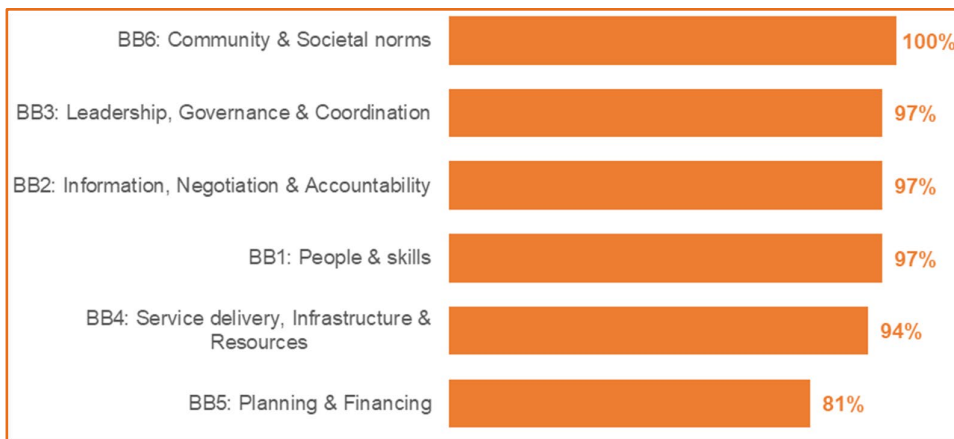 BB6: Community & Societal norms 100%
BB3: Leadership, Governance & Coordination 97%
BB2: Information, Negotiation & Accountability 97%
BB1: People & skills 97%
BB4: Service delivery, Infrastructure &
Resources 94%
BB5: Planning & Financing 81%